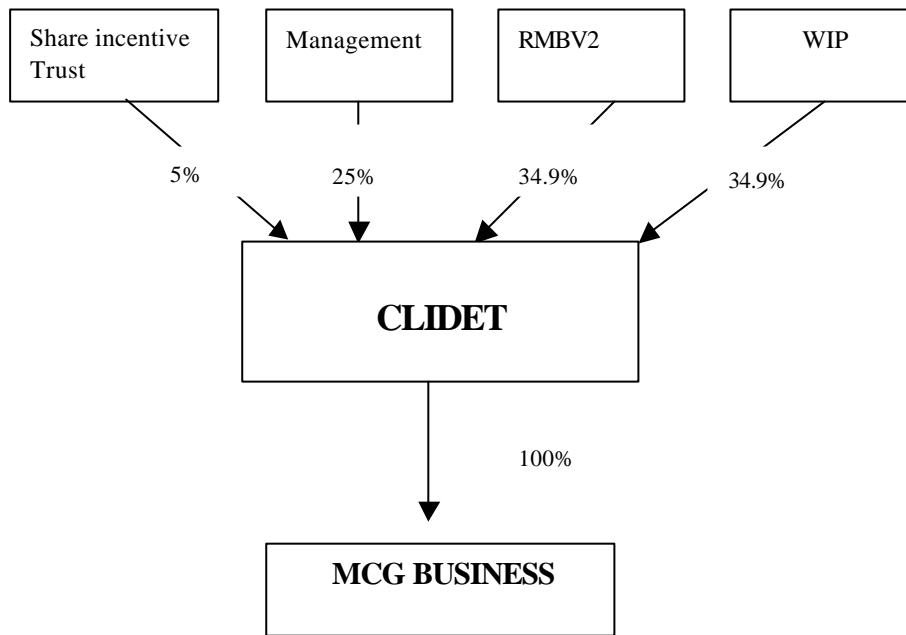 Share incentive
Trust
Management
RMBV2
WIP
5%
25%
34.9%
34.9%
CLIDET
100%
MCG BUSINESS